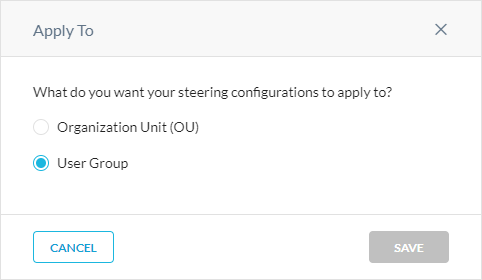 Apply To
What do you want your steering configurations to apply to?
Organization Unit (OU)
User Group
CANCEL
SAVE